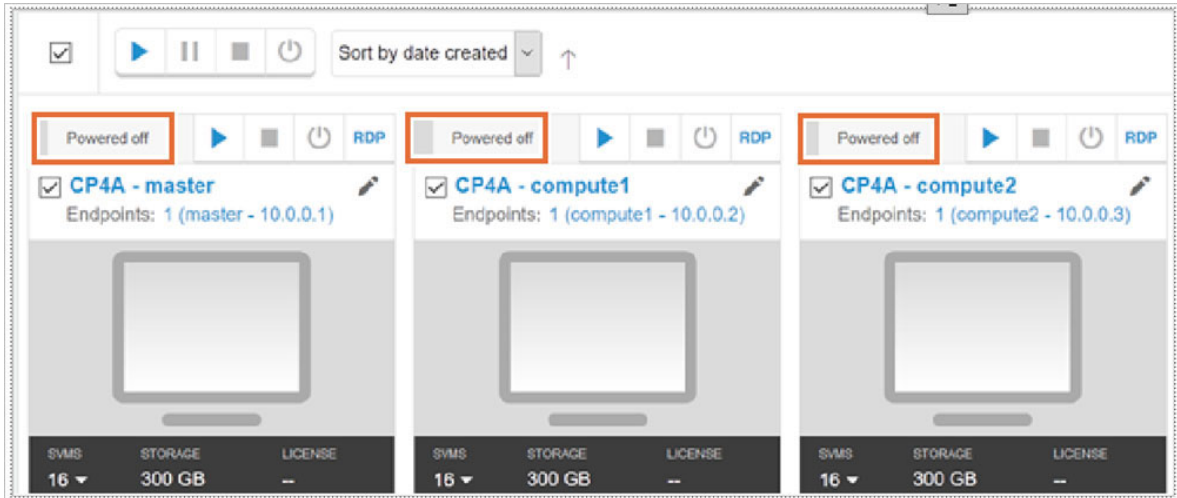 Sort by date created
Powered off RDP Powered off RDP Powered off RDP
CP4A - master CP4A - compute1 CP4A - compute2
Endpoints: 1 (master - 10.0.0.1) Endpoints: 1 (compute1 - 10.0.0.2) Endpoints: 1 (compute2 - 10.0.0.3)
SVMS STORAGE LICENSE SVMS STORAGE LICENSE SVMS STORAGE LICENSE
16 300 GB -- 16 300 GB -- 16 300 GB --